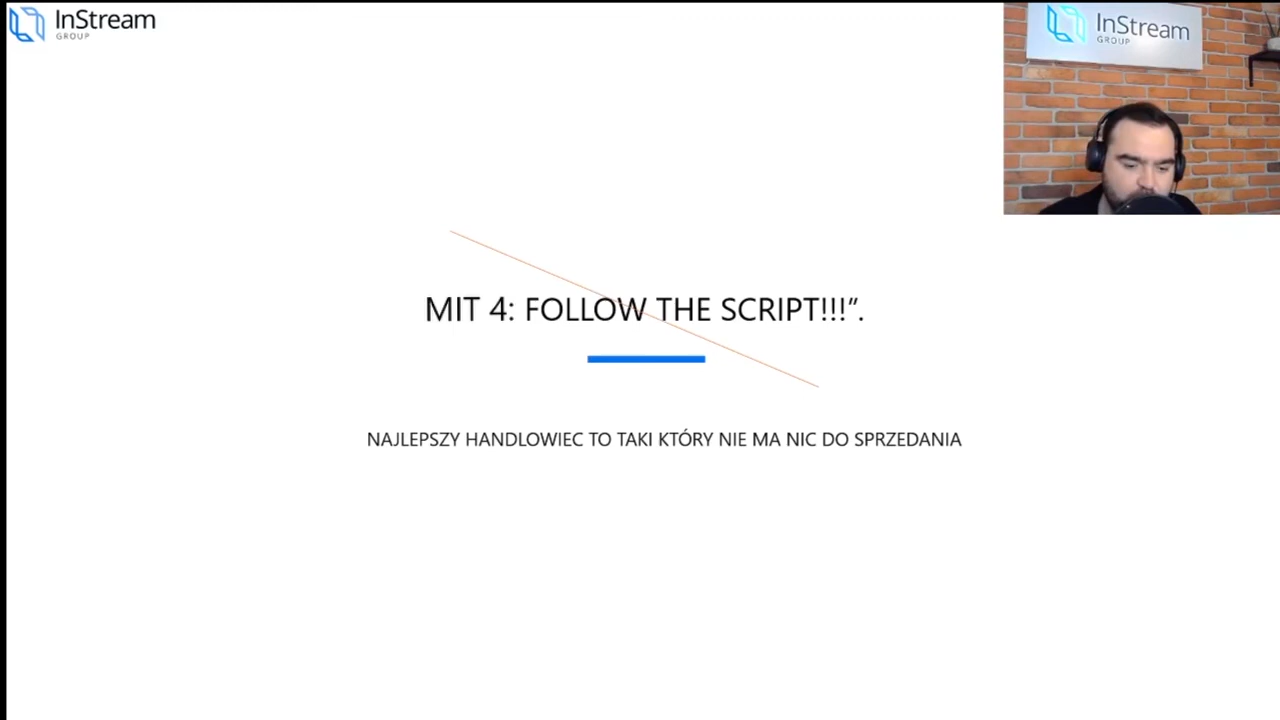 InStream
GROUP
InStream
GROUP
MIT 4: FOLLOW THE SCRIPT!!!”.
NAJLEPSZY HANDLOWIEC TO TAKI KTÓRY NIE MA NIC DO SPRZEDANIA